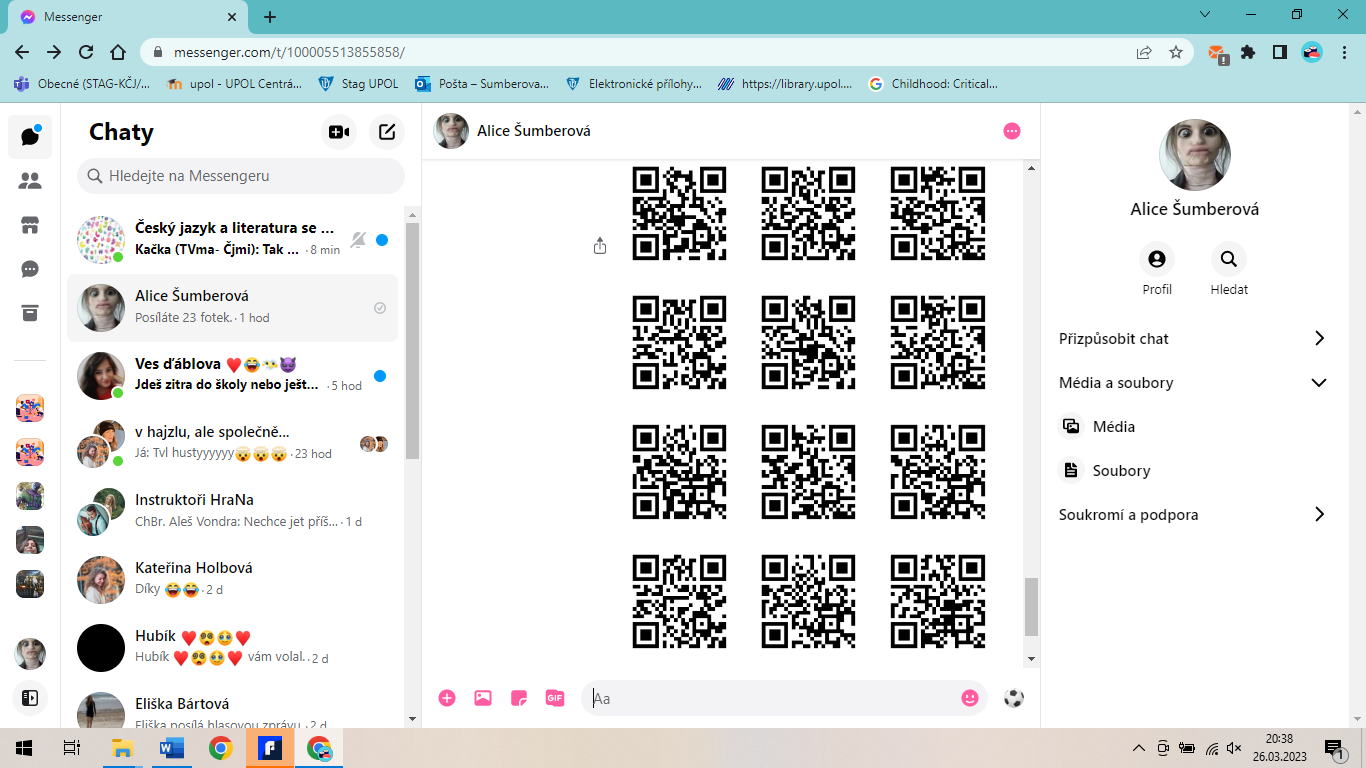 Messenger
messenger.com/t/100005513855858/
Obecné (STAG-KČJ/...
upol - UPOL Centrá...
Stag UPOL
Pošta – Sumberova...
Elektronické přílohy...
https://library.upol....
Childhood: Critical...
Chaty
Hledejte na Messengeru
Český jazyk a literatura se ...
Kačka (TVma- Čjmi): Tak ... · 8 min
Alice Šumberová
Posíláte 23 fotek. · 1 hod
Ves ďáblova
Jdeš zitra do školy nebo ješt... · 5 hod
v hajzlu, ale společně...
Já: Tvl hustyyyyyy · 23 hod
Instruktoři HraNa
ChBr. Aleš Vondra: Nechce jet příš... · 1 d
Kateřina Holbová
Díky · 2 d
Hubík
Hubík vám volal. · 2 d
Eliška Bártová
Eliška posílá hlasovou zprávu. · 2 d
Alice Šumberová
GIF
Aa
Alice Šumberová
Profil
Hledat
Přizpůsobit chat
Média a soubory
Média
Soubory
Soukromí a podpora
20:38
26.03.2023
1